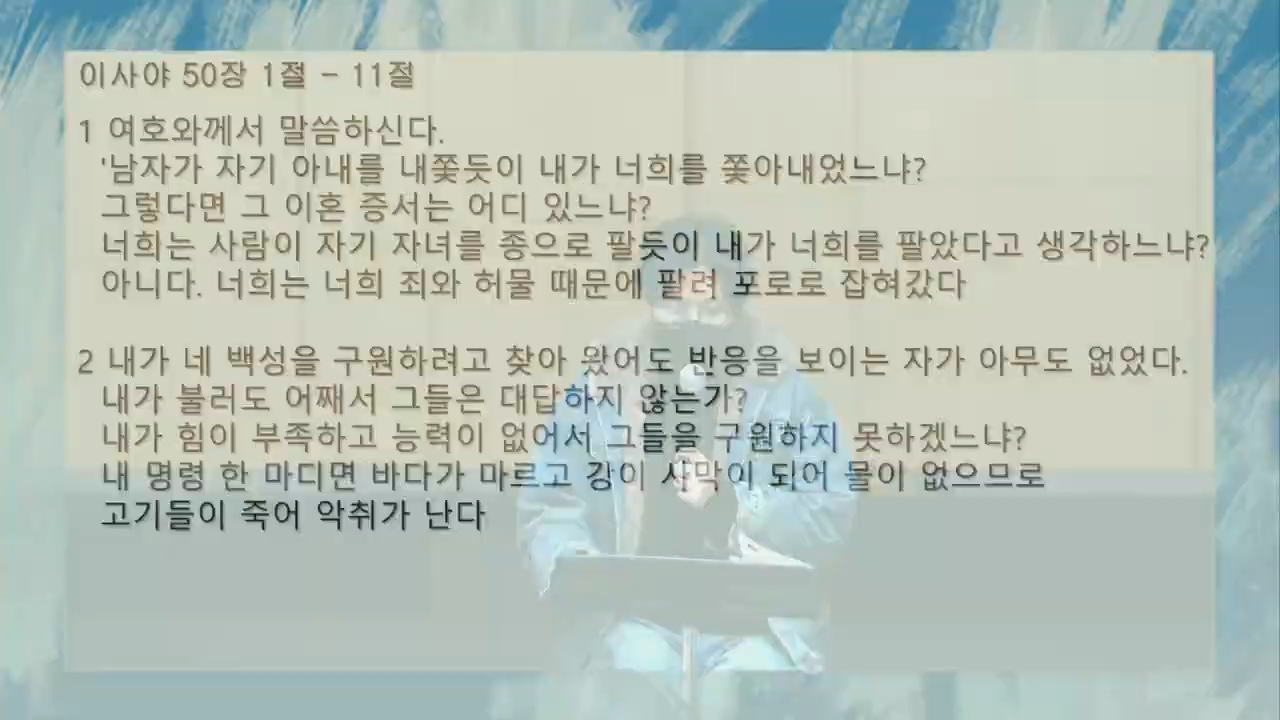 이사야 50장 1절 - 11절
1 여호와께서 말씀하신다.
'남자가 자기 아내를 내쫓듯이 내가 너희를 쫓아내었느냐?
그렇다면 그 이혼 증서는 어디 있느냐?
너희는 사람이 자기 자녀를 종으로 팔듯이 내가 너희를 팔았다고 생각하느냐?
아니다. 너희는 너희 죄와 허물 때문에 팔려 포로로 잡혀갔다
2 내가 네 백성을 구원하려고 찾아 왔어도 반응을 보이는 자가 아무도 없었다.
내가 불러도 어째서 그들은 대답하지 않는가?
내가 힘이 부족하고 능력이 없어서 그들을 구원하지 못하겠느냐?
내 명령 한 마디면 바다가 마르고 강이 사막이 되어 물이 없으므로
고기들이 죽어 악취가 난다